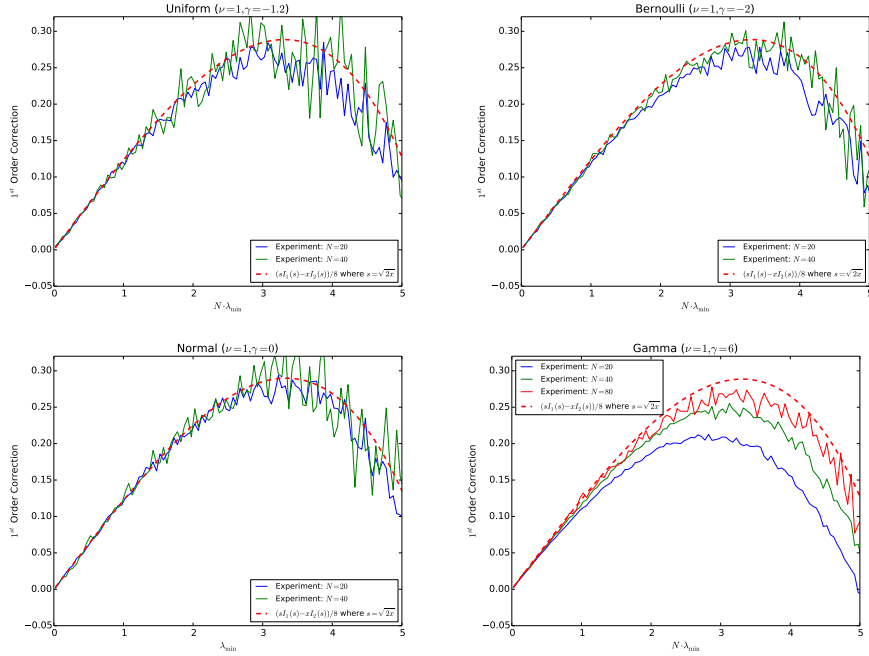 Uniform (ν=1,γ=−1.2)
1st Order Correction
0.30
0.25
0.20
0.15
0.10
0.05
0.00
−0.05
0 1 2 3 4 5
N·λmin
Experiment: N=20
Experiment: N=40
(sI1(s)−xI2(s))/8 where s=√2x
Bernoulli (ν=1,γ=−2)
1st Order Correction
0.30
0.25
0.20
0.15
0.10
0.05
0.00
−0.05
0 1 2 3 4 5
N·λmin
Experiment: N=20
Experiment: N=40
(sI1(s)−xI2(s))/8 where s=√2x
Normal (ν=1,γ=0)
1st Order Correction
0.30
0.25
0.20
0.15
0.10
0.05
0.00
−0.05
0 1 2 3 4 5
λmin
Experiment: N=20
Experiment: N=40
(sI1(s)−xI2(s))/8 where s=√2x
Gamma (ν=1,γ=6)
1st Order Correction
0.30
0.25
0.20
0.15
0.10
0.05
0.00
−0.05
0 1 2 3 4 5
N·λmin
Experiment: N=20
Experiment: N=40
Experiment: N=80
(sI1(s)−xI2(s))/8 where s=√2x